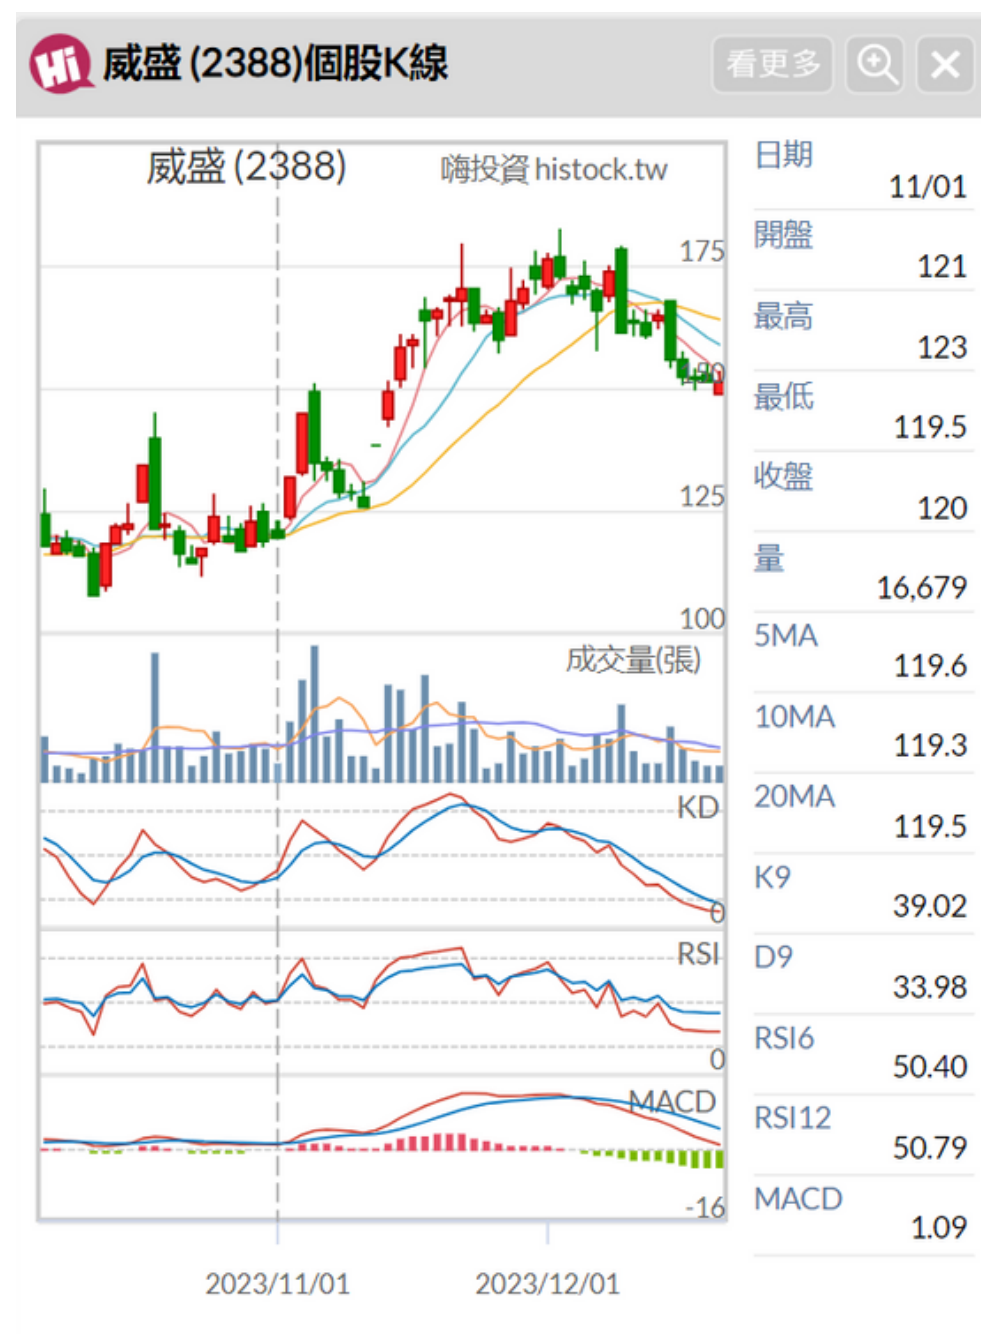 Hi 威盛 (2388)個股K線 看更多
威盛 (2388) 嗨投資 histock.tw
175
125
100
成交量(張)
KD
0
RSI
0
MACD
-16
2023/11/01 2023/12/01
日期
11/01
開盤
121
最高
123
最低
119.5
收盤
120
量
16,679
5MA
119.6
10MA
119.3
20MA
119.5
K9
39.02
D9
33.98
RSI6
50.40
RSI12
50.79
MACD
1.09